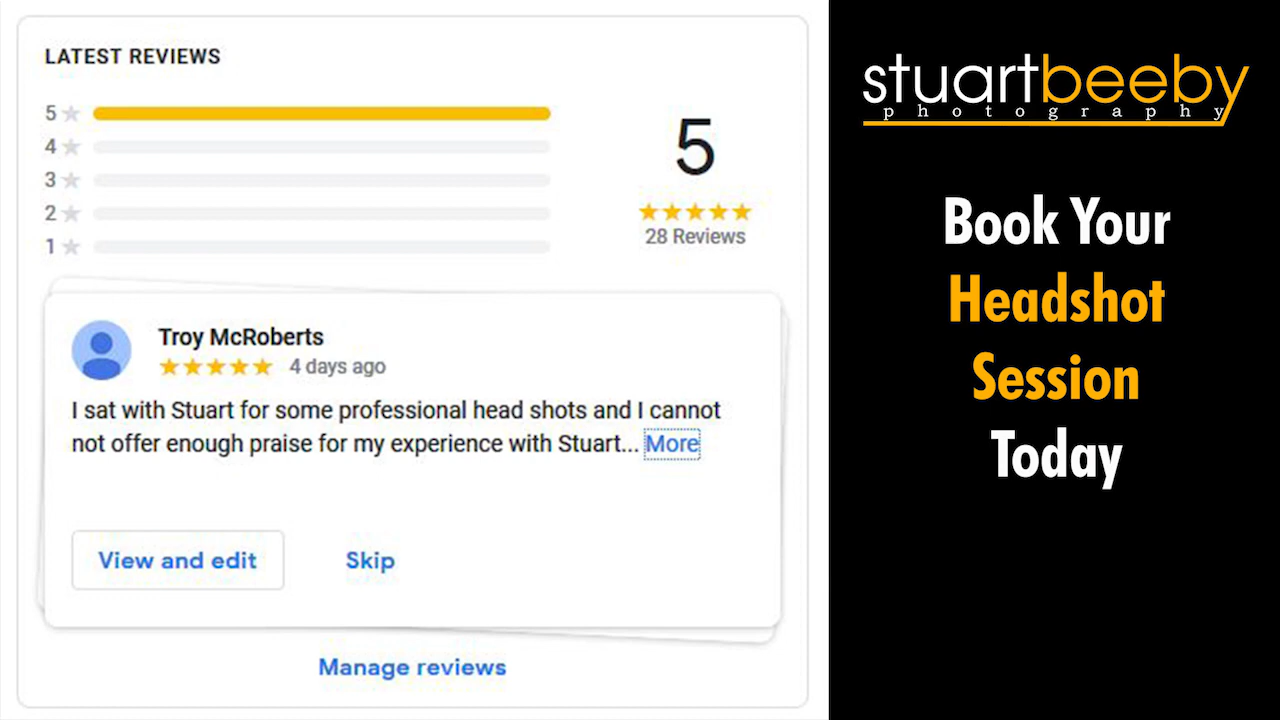 LATEST REVIEWS
5
4
3
2
1
5
28 Reviews
Troy McRoberts
4 days ago
I sat with Stuart for some professional head shots and I cannot
not offer enough praise for my experience with Stuart... More
View and edit Skip
Manage reviews
stuartbeeby
photography
Book Your
Headshot
Session
Today